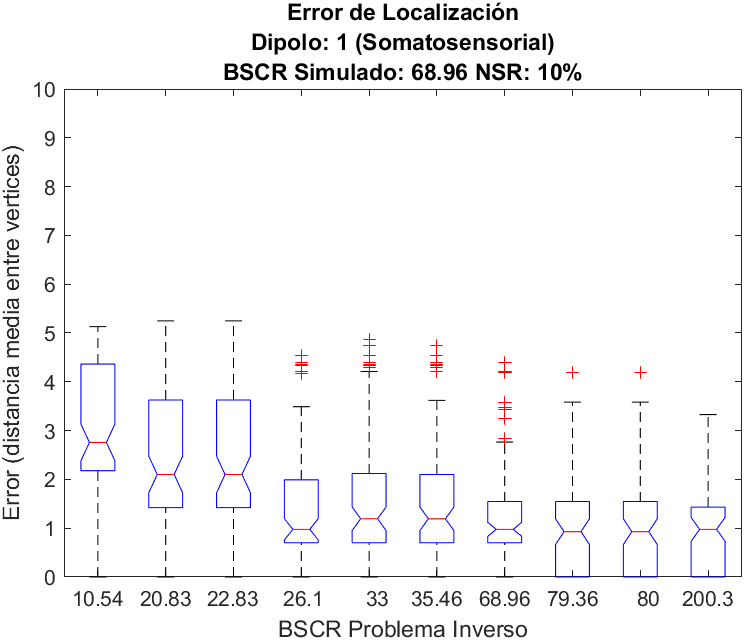 Error de Localización
Dipolo: 1 (Somatosensorial)
BSCR Simulado: 68.96 NSR: 10%
Error (distancia media entre vertices)
10
9
8
7
6
5
4
3
2
1
0
10.54 20.83 22.83 26.1 33 35.46 68.96 79.36 80 200.3
BSCR Problema Inverso